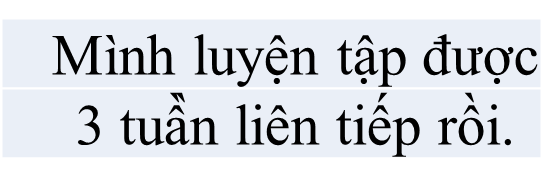 Mình luyện tập được
3 tuần liên tiếp rồi.